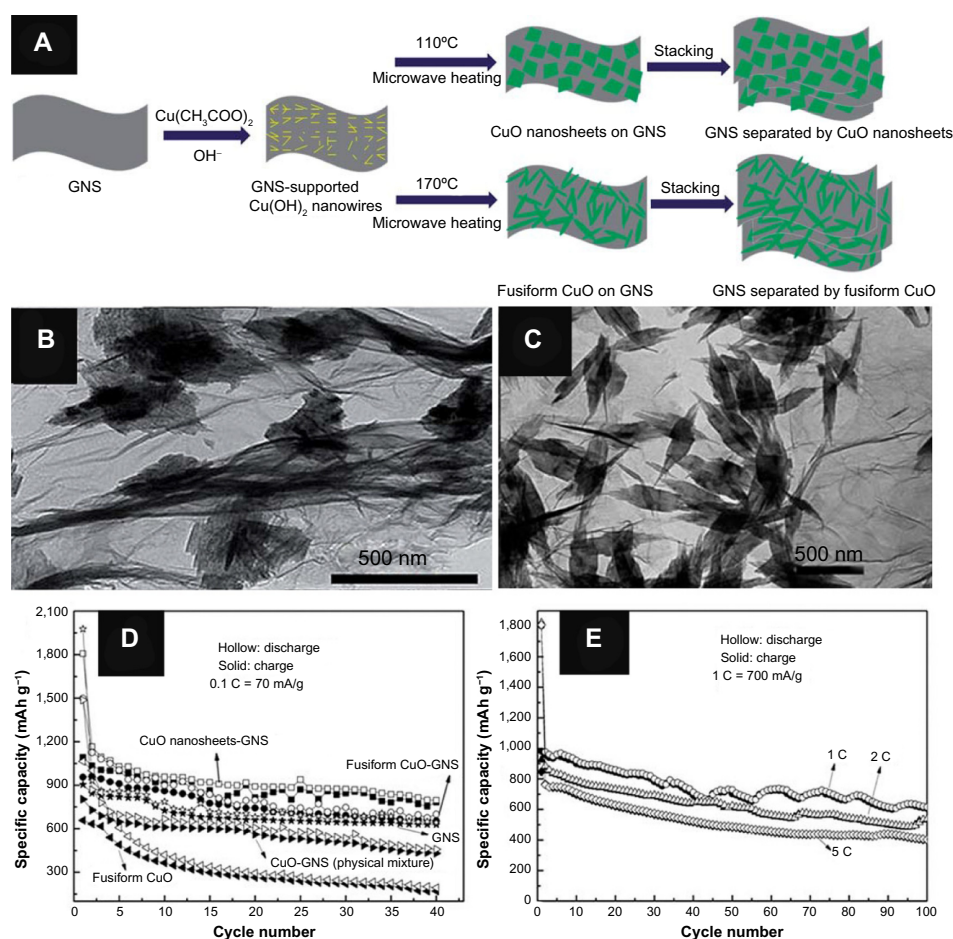 A
110ºC
Microwave heating
Stacking
Cu(CH₃COO)₂
OH⁻
GNS
GNS-supported
Cu(OH)₂ nanowires
CuO nanosheets on GNS
GNS separated by CuO nanosheets
170ºC
Microwave heating
Stacking
Fusiform CuO on GNS
GNS separated by fusiform CuO
B
500 nm
C
500 nm
D
Specific capacity (mAh g⁻¹)
2,100
1,800
1,500
1,200
900
600
300
Hollow: discharge
Solid: charge
0.1 C = 70 mA/g
CuO nanosheets-GNS
Fusiform CuO-GNS
GNS
CuO-GNS (physical mixture)
Fusiform CuO
0 5 10 15 20 25 30 35 40
Cycle number
E
Specific capacity (mAh g⁻¹)
1,800
1,600
1,400
1,200
1,000
800
600
400
200
0
Hollow: discharge
Solid: charge
1 C = 700 mA/g
1 C
2 C
5 C
0 10 20 30 40 50 60 70 80 90 100
Cycle number